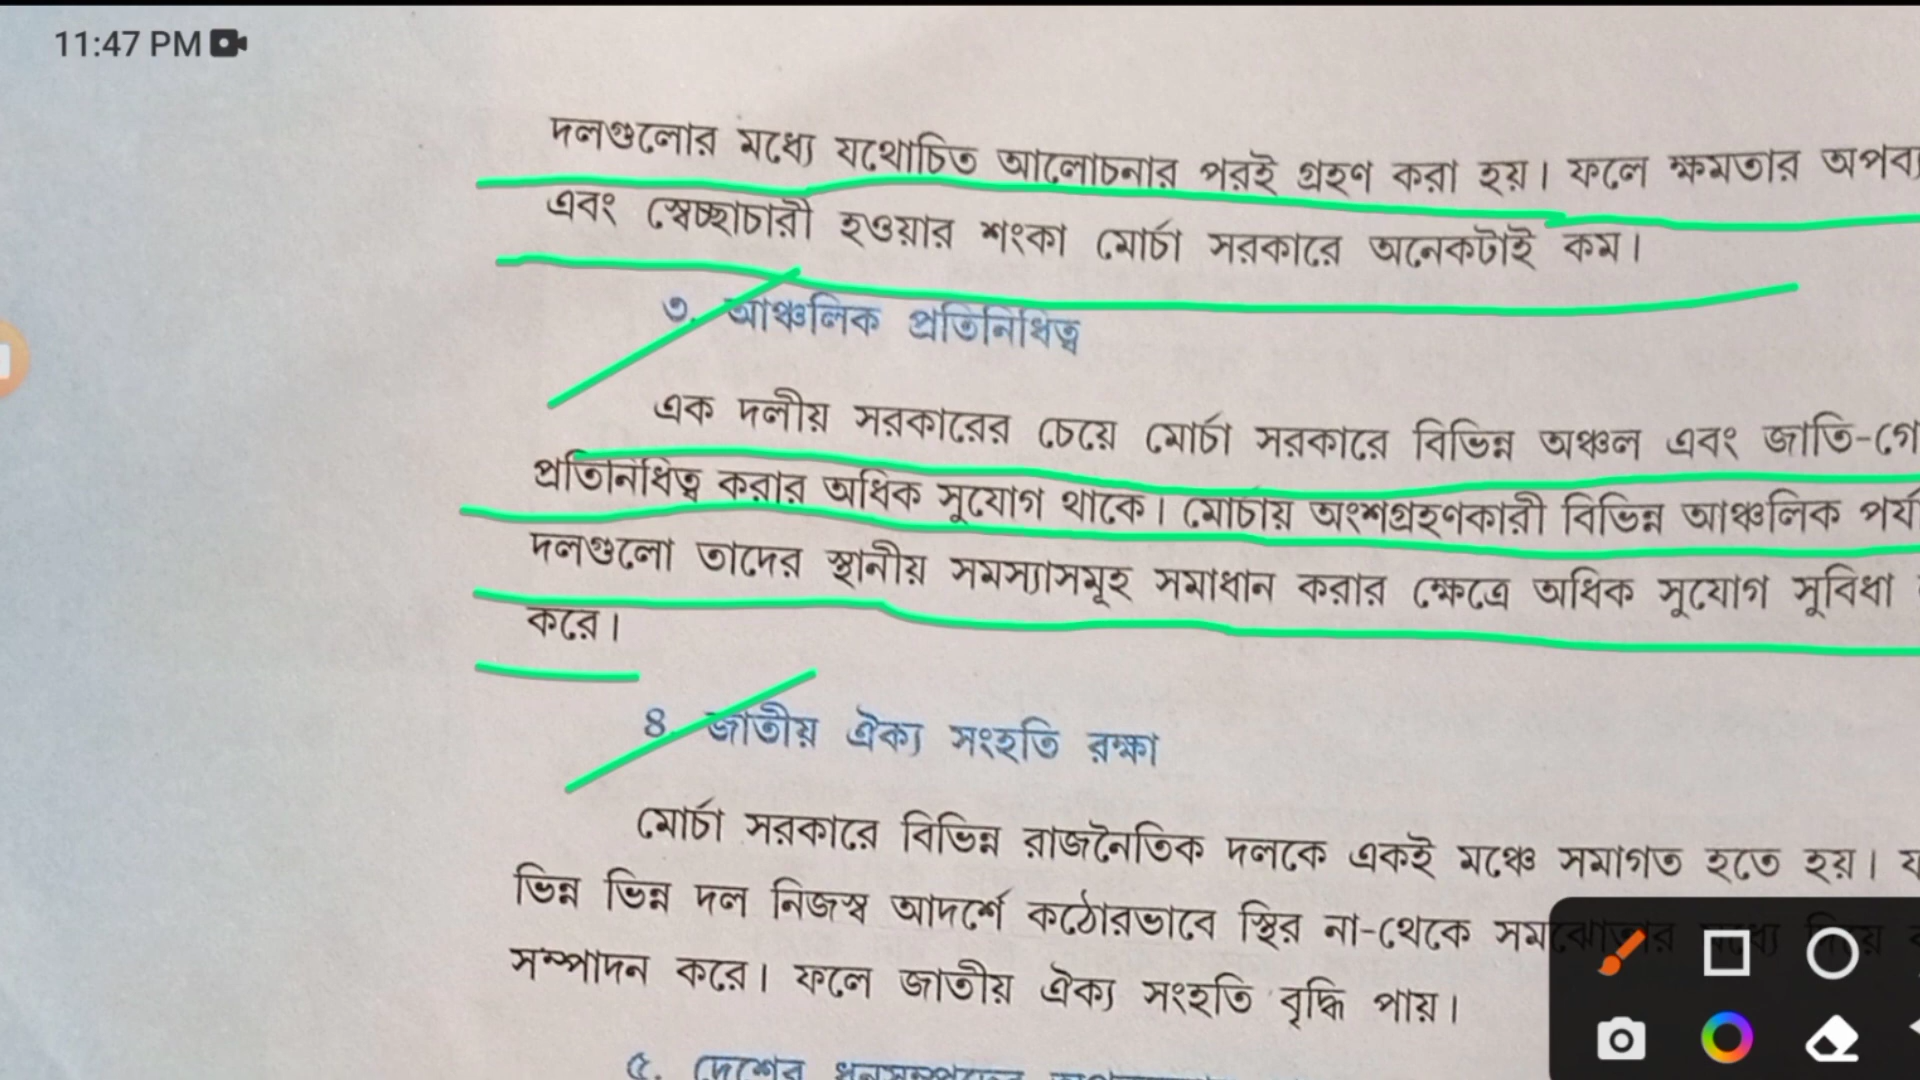 11:47 PM
দলগুলোর মধ্যে যথোচিত আলোচনার পরই গ্রহণ করা হয়। ফলে ক্ষমতার
এবং স্বেচ্ছাচারী হওয়ার শংকা মোর্চা সরকারে অনেকটাই কম।
৩. আঞ্চলিক প্রতিনিধিত্ব
এক দলীয় সরকারের চেয়ে মোর্চা সরকারে বিভিন্ন অঞ্চল এবং
প্রতিনিধিত্ব করার অধিক সুযোগ থাকে। মোর্চায় অংশগ্রহণকারী বিভিন্ন আঞ্চলিক
দলগুলো তাদের স্থানীয় সমস্যাসমূহ সমাধান করার ক্ষেত্রে অধিক সুযোগ সুবিধা
করে।
৪. জাতীয় ঐক্য সংহতি রক্ষা
মোর্চা সরকারে বিভিন্ন রাজনৈতিক দলকে একই মঞ্চে সমাগত হতে হয়।
ভিন্ন ভিন্ন দল নিজস্ব আদর্শে কঠোরভাবে স্থির না-থেকে সমঝোতার মধ্যে দিয়ে
সম্পাদন করে। ফলে জাতীয় ঐক্য সংহতি বৃদ্ধি পায়।
৫. দেশের